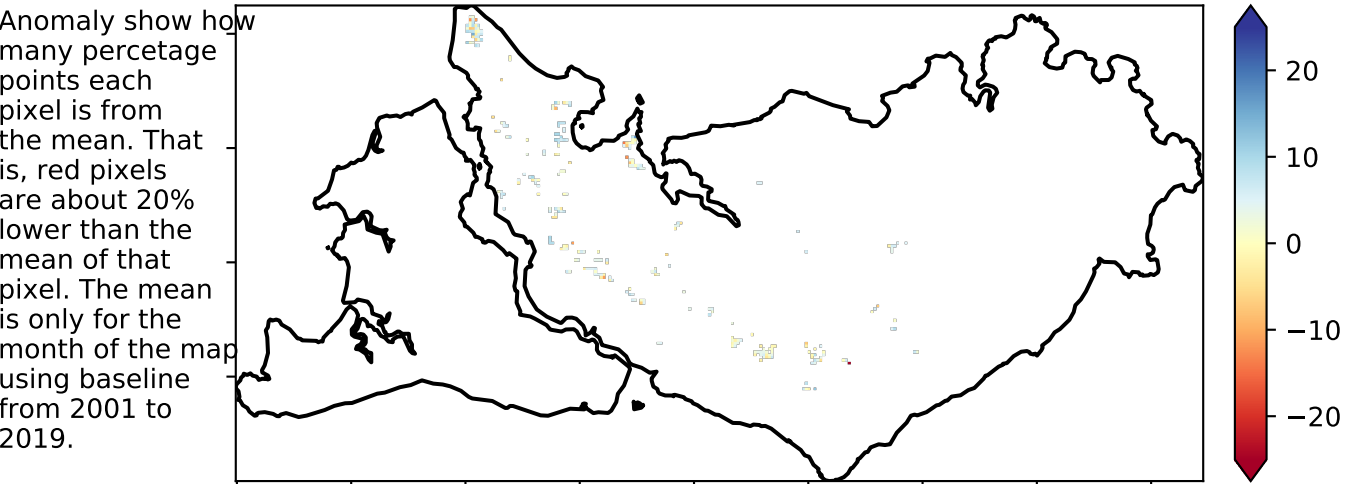 Anomaly show how
many percetage
points each
pixel is from
the mean. That
is, red pixels
are about 20%
lower than the
mean of that
pixel. The mean
is only for the
month of the map
using baseline
from 2001 to
2019.
20
10
0
−10
−20